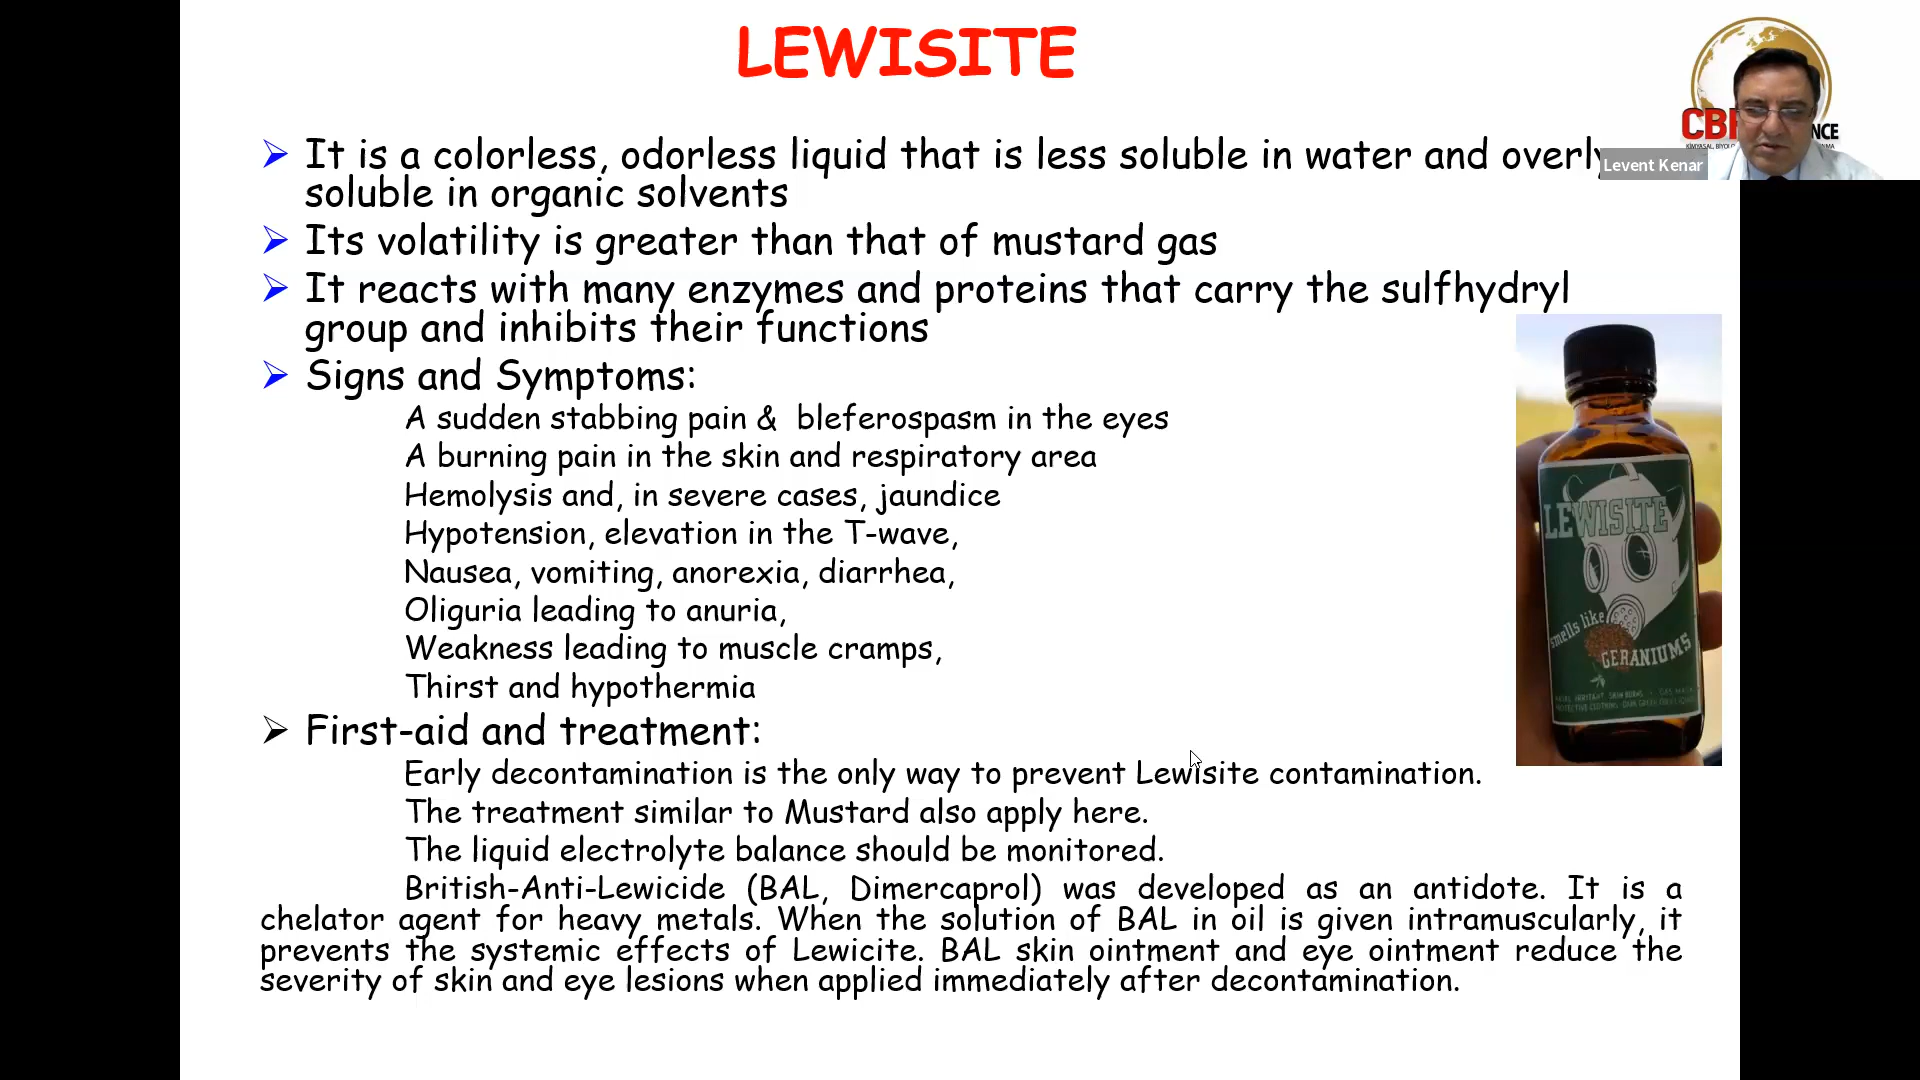 LEWISITE
It is a colorless, odorless liquid that is less soluble in water and overly
soluble in organic solvents
Its volatility is greater than that of mustard gas
It reacts with many enzymes and proteins that carry the sulfhydryl
group and inhibits their functions
Signs and Symptoms:
A sudden stabbing pain & bleferospasm in the eyes
A burning pain in the skin and respiratory area
Hemolysis and, in severe cases, jaundice
Hypotension, elevation in the T-wave,
Nausea, vomiting, anorexia, diarrhea,
Oliguria leading to anuria,
Weakness leading to muscle cramps,
Thirst and hypothermia
First-aid and treatment:
Early decontamination is the only way to prevent Lewisite contamination.
The treatment similar to Mustard also apply here.
The liquid electrolyte balance should be monitored.
British-Anti-Lewicide (BAL, Dimercaprol) was developed as an antidote. It is a
chelator agent for heavy metals. When the solution of BAL in oil is given intramuscularly, it
prevents the systemic effects of Lewicite. BAL skin ointment and eye ointment reduce the
severity of skin and eye lesions when applied immediately after decontamination.
Levent Kenar
LEWISITE
smells like
GERANIUMS